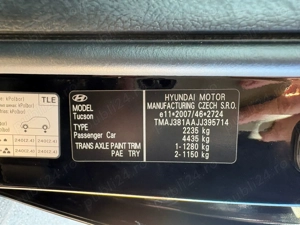 TLE
HYUNDAI
MODEL
Tucson
TYPE
Passenger Car
TRANS AXLE PAINT TRIM
PAE TRY
HYUNDAI MOTOR
MANUFACTURING CZECH S.R.O.
e11*2007/46*2724
TMAJ381AAJJ395714
2235 kg
4435 kg
1-1280 kg
2-1150 kg